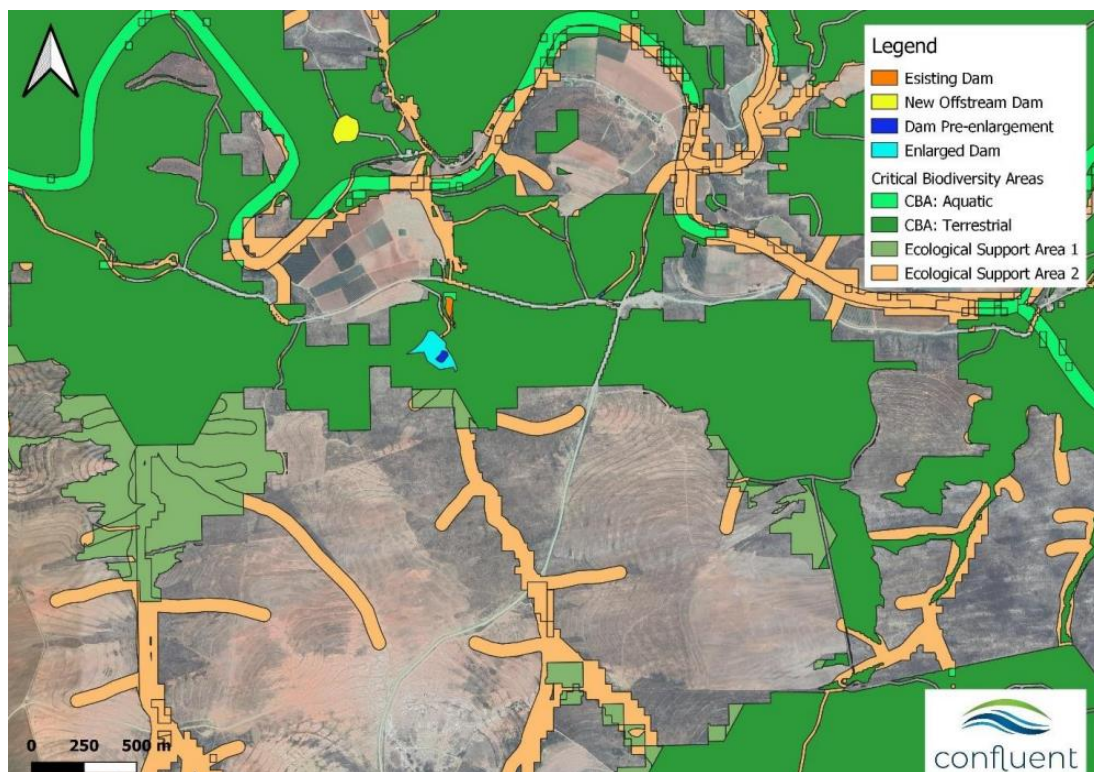 Legend
Esisting Dam
New Offstream Dam
Dam Pre-enlargement
Enlarged Dam
Critical Biodiversity Areas
CBA: Aquatic
CBA: Terrestrial
Ecological Support Area 1
Ecological Support Area 2
0 250 500 m
confluent